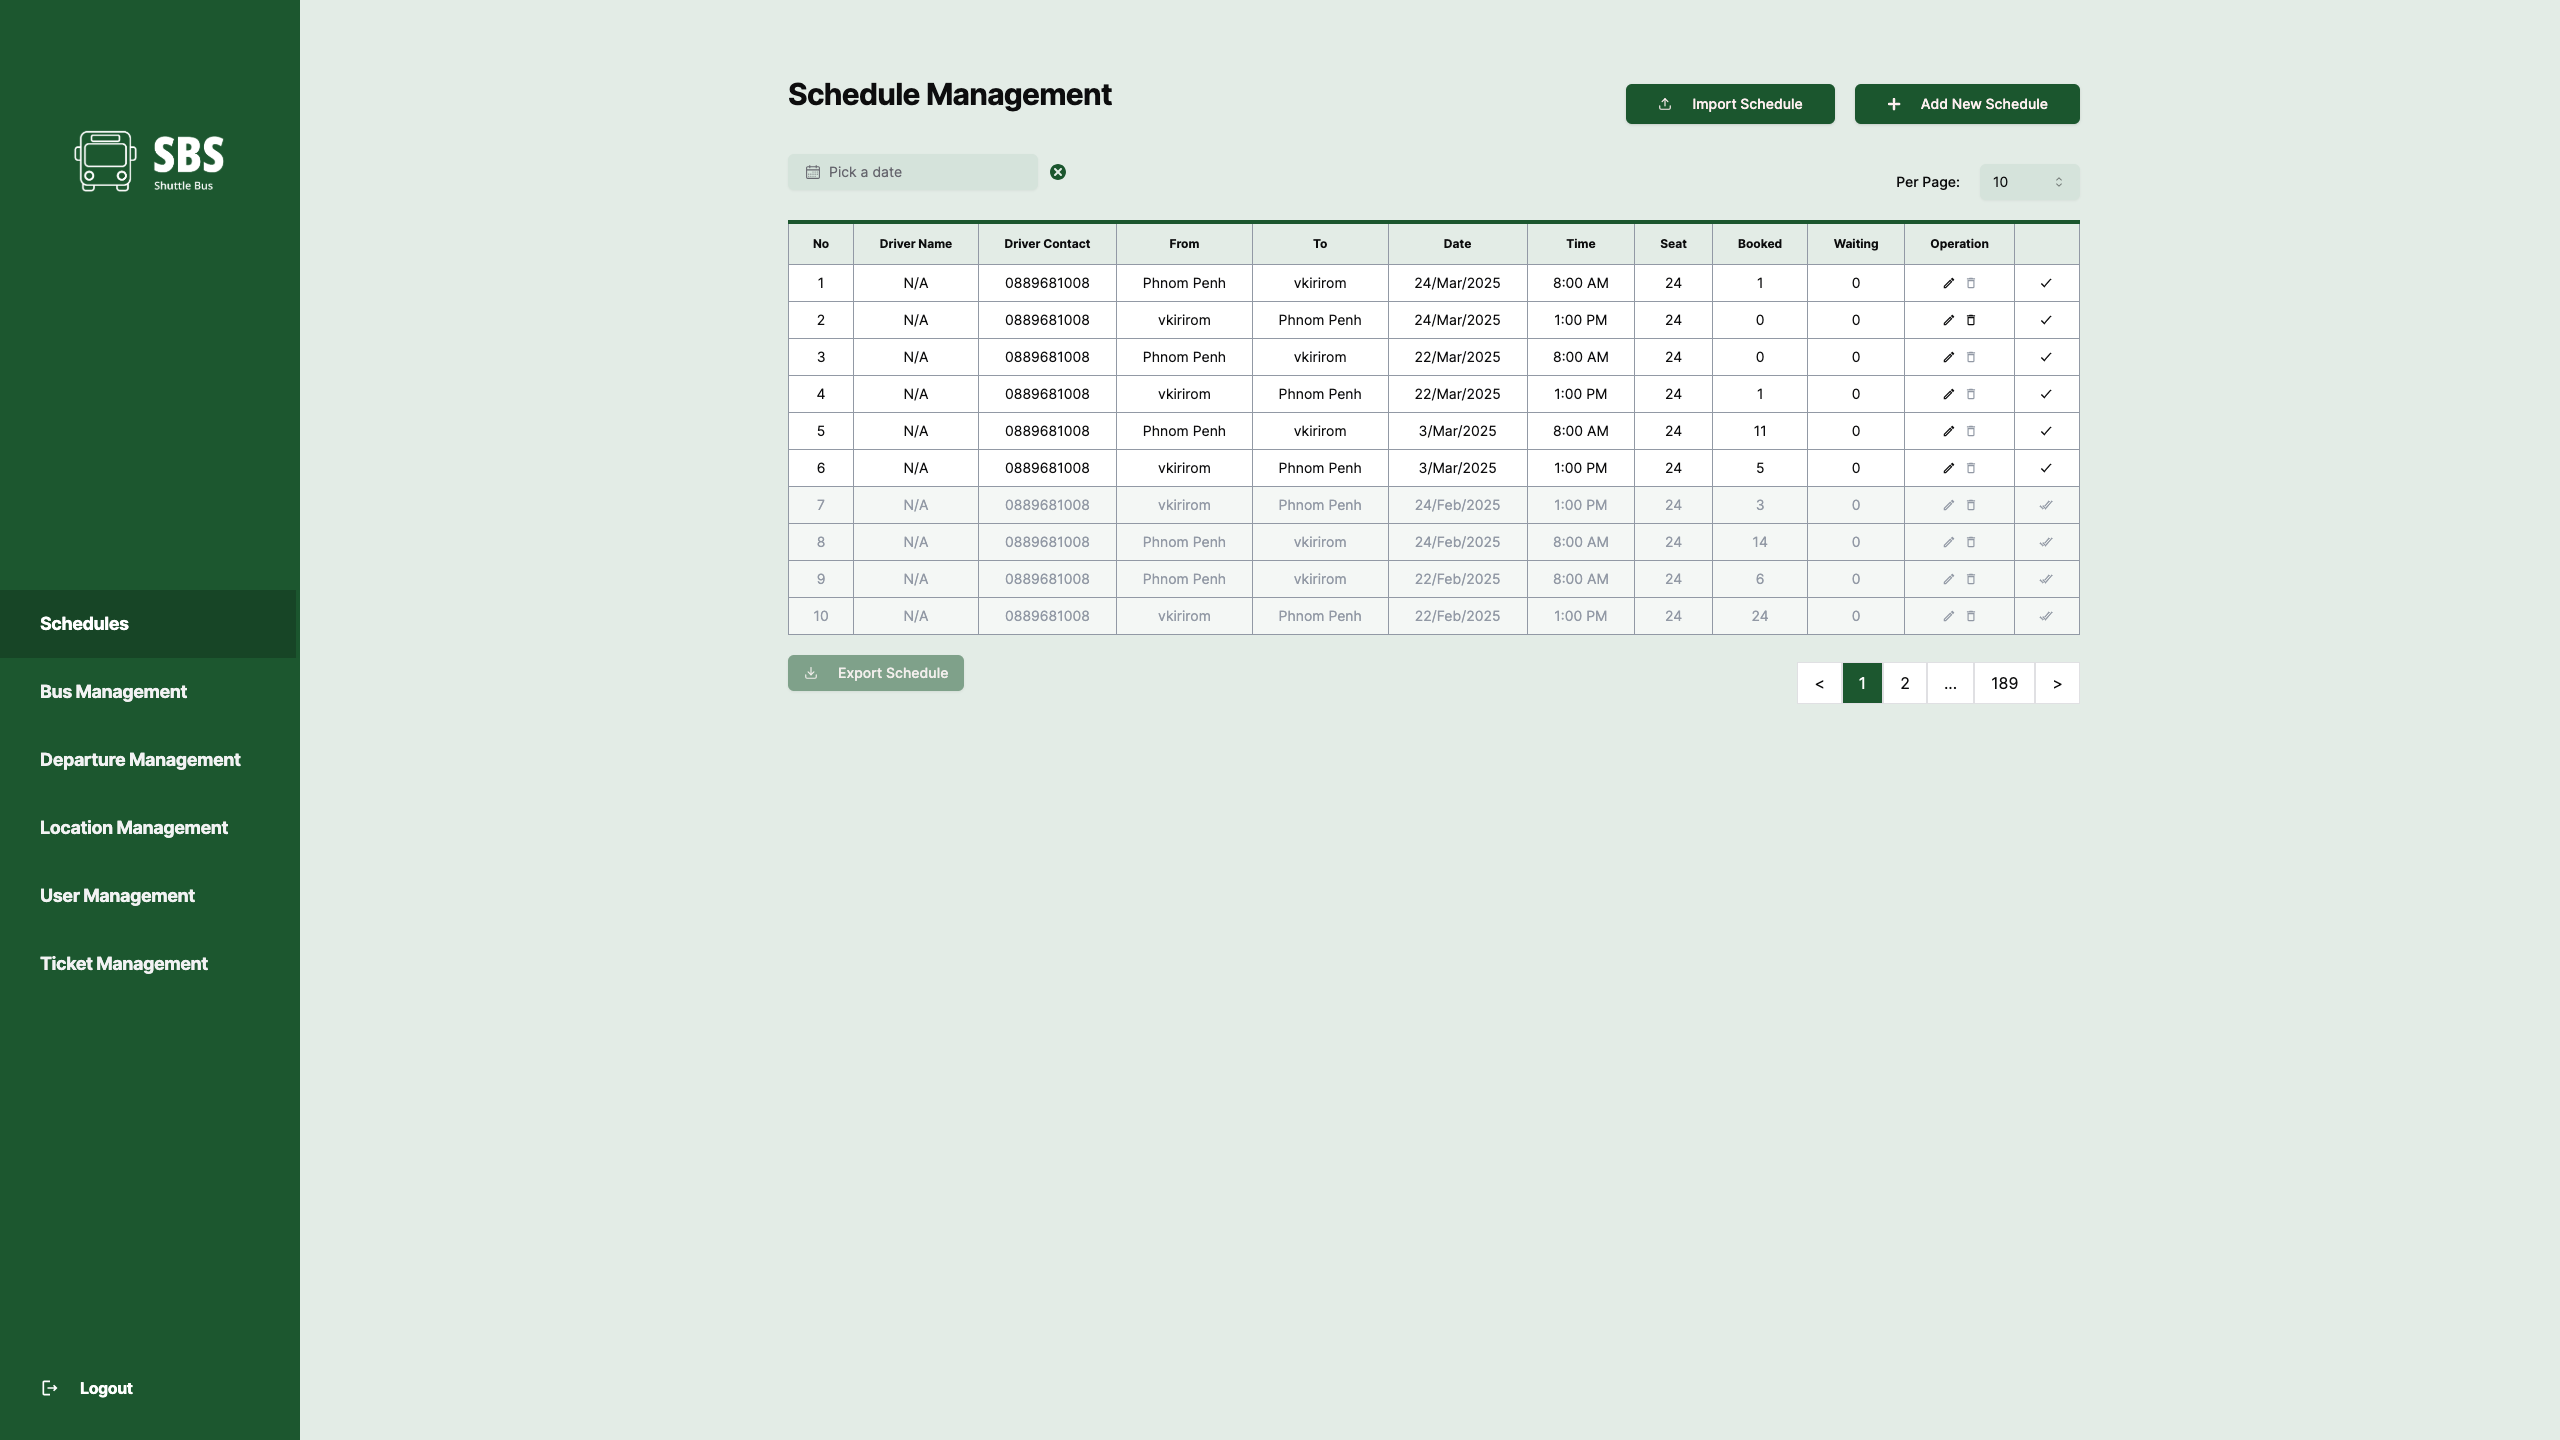 SBS
Shuttle Bus
Schedules
Bus Management
Departure Management
Location Management
User Management
Ticket Management
Logout
Schedule Management
Import Schedule
Add New Schedule
Pick a date
Per Page: 10
No Driver Name Driver Contact From To Date Time Seat Booked Waiting Operation
1 N/A 0889681008 Phnom Penh vkirirom 24/Mar/2025 8:00 AM 24 1 0
2 N/A 0889681008 vkirirom Phnom Penh 24/Mar/2025 1:00 PM 24 0 0
3 N/A 0889681008 Phnom Penh vkirirom 22/Mar/2025 8:00 AM 24 0 0
4 N/A 0889681008 vkirirom Phnom Penh 22/Mar/2025 1:00 PM 24 1 0
5 N/A 0889681008 Phnom Penh vkirirom 3/Mar/2025 8:00 AM 24 11 0
6 N/A 0889681008 vkirirom Phnom Penh 3/Mar/2025 1:00 PM 24 5 0
7 N/A 0889681008 vkirirom Phnom Penh 24/Feb/2025 1:00 PM 24 3 0
8 N/A 0889681008 Phnom Penh vkirirom 24/Feb/2025 8:00 AM 24 14 0
9 N/A 0889681008 Phnom Penh vkirirom 22/Feb/2025 8:00 AM 24 6 0
10 N/A 0889681008 vkirirom Phnom Penh 22/Feb/2025 1:00 PM 24 24 0
Export Schedule
< 1 2 ... 189 >